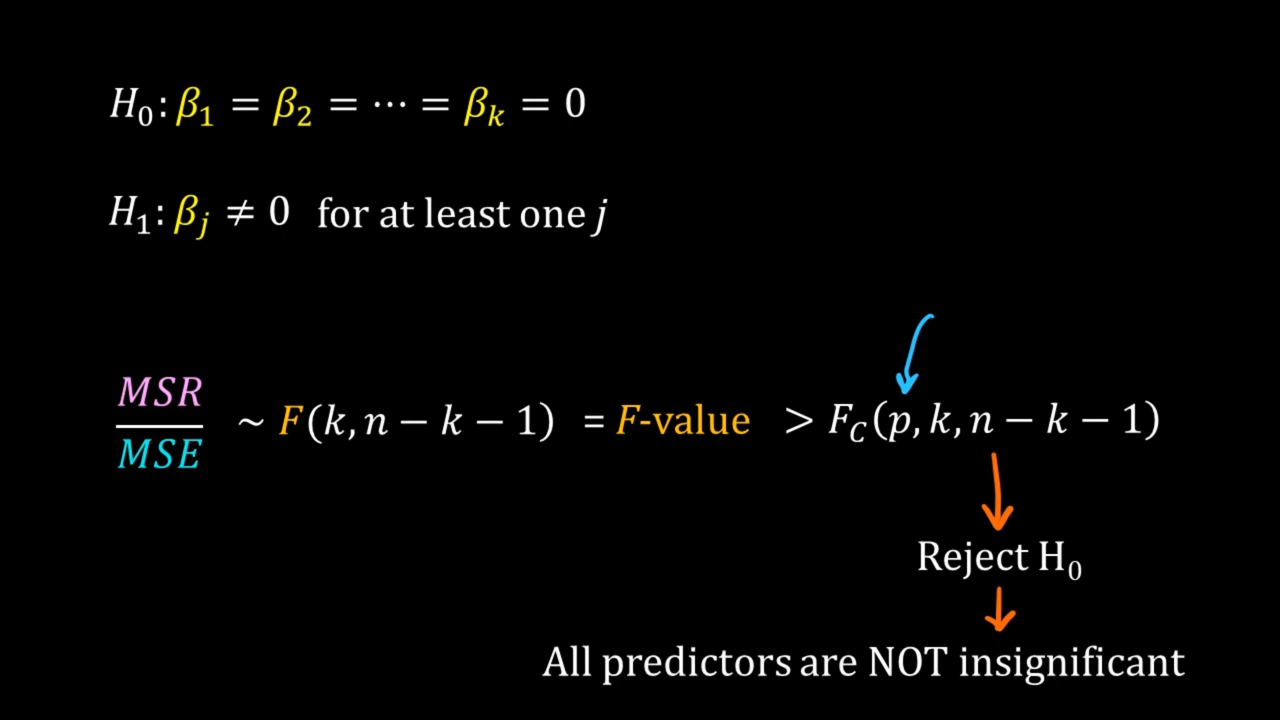 H₀: β₁ = β₂ = ⋯ = βₖ = 0
H₁: βⱼ ≠ 0 for at least one j
MSR
MSE
~ F(k, n − k − 1) = F-value > F_C(p, k, n − k − 1)
Reject H₀
All predictors are NOT insignificant